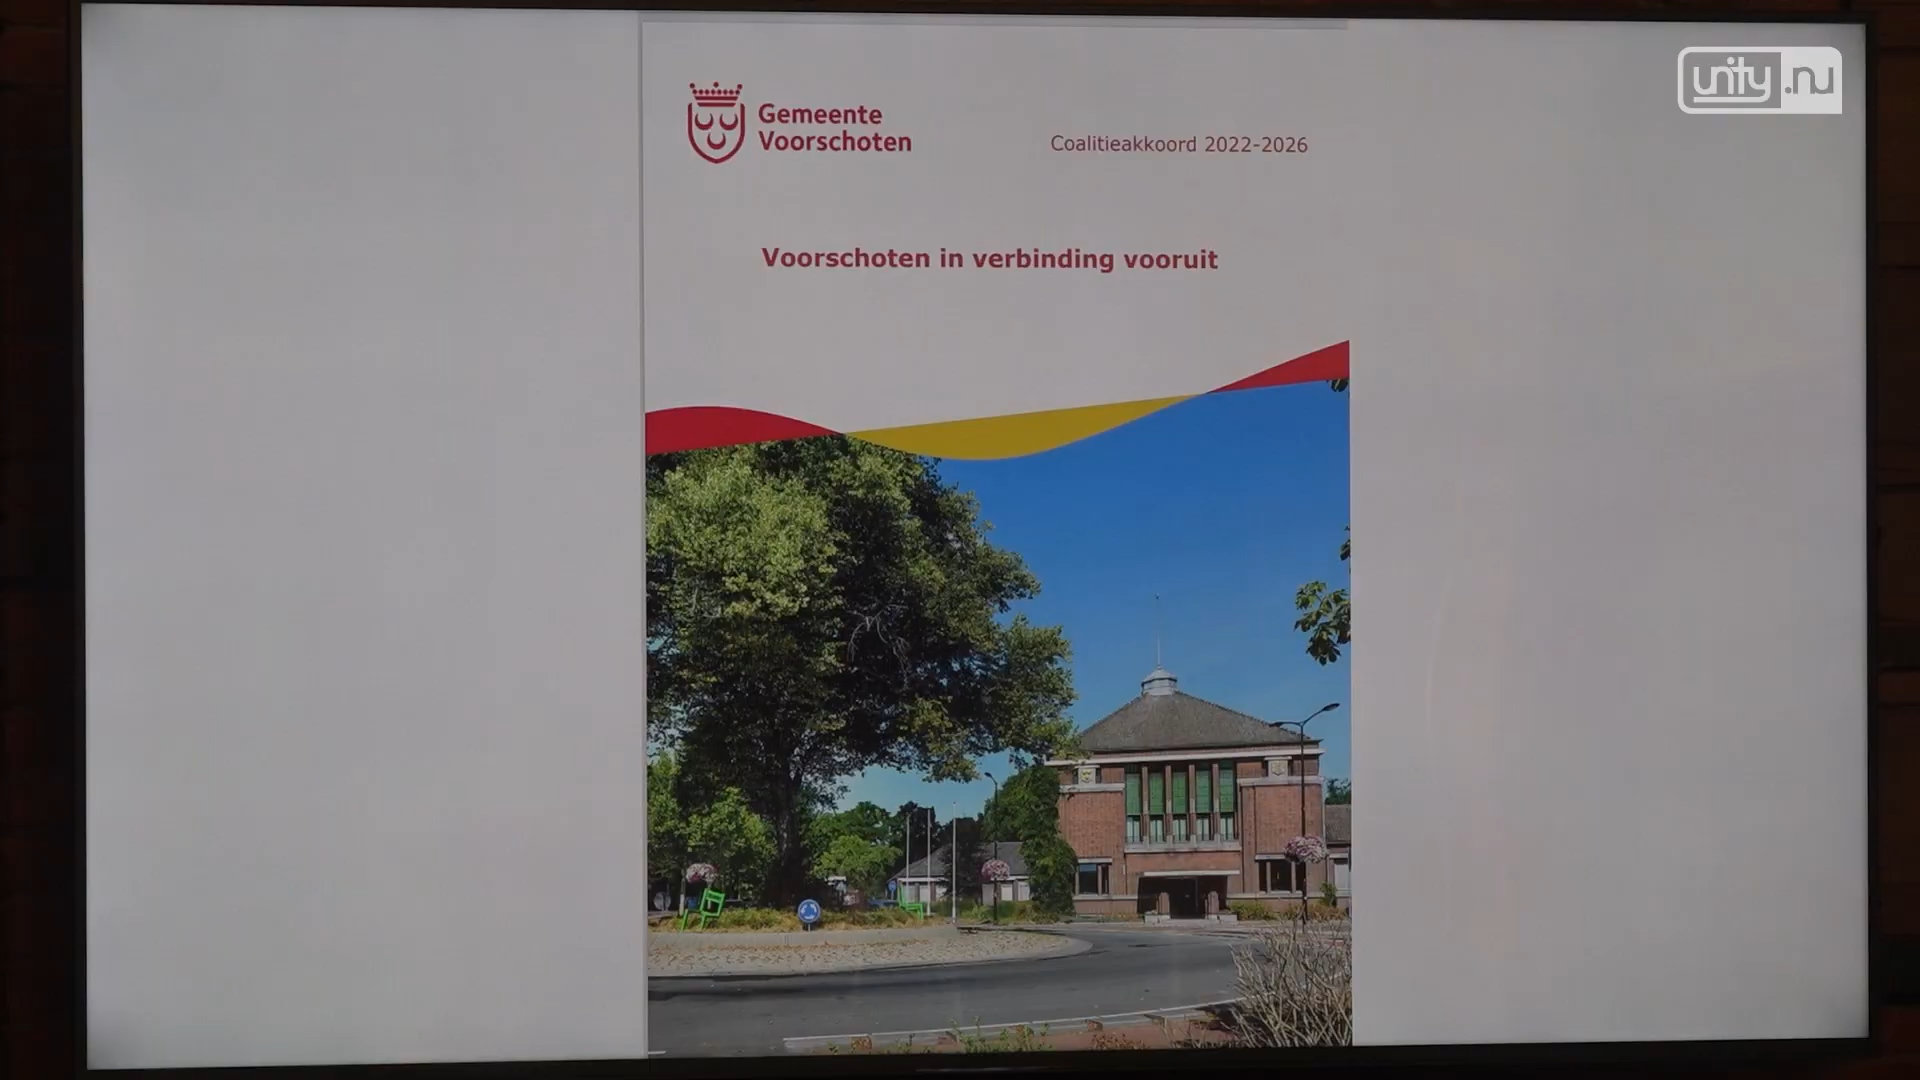 unity.nu
Gemeente
Voorschoten
Coalitieakkoord 2022-2026
Voorschoten in verbinding vooruit